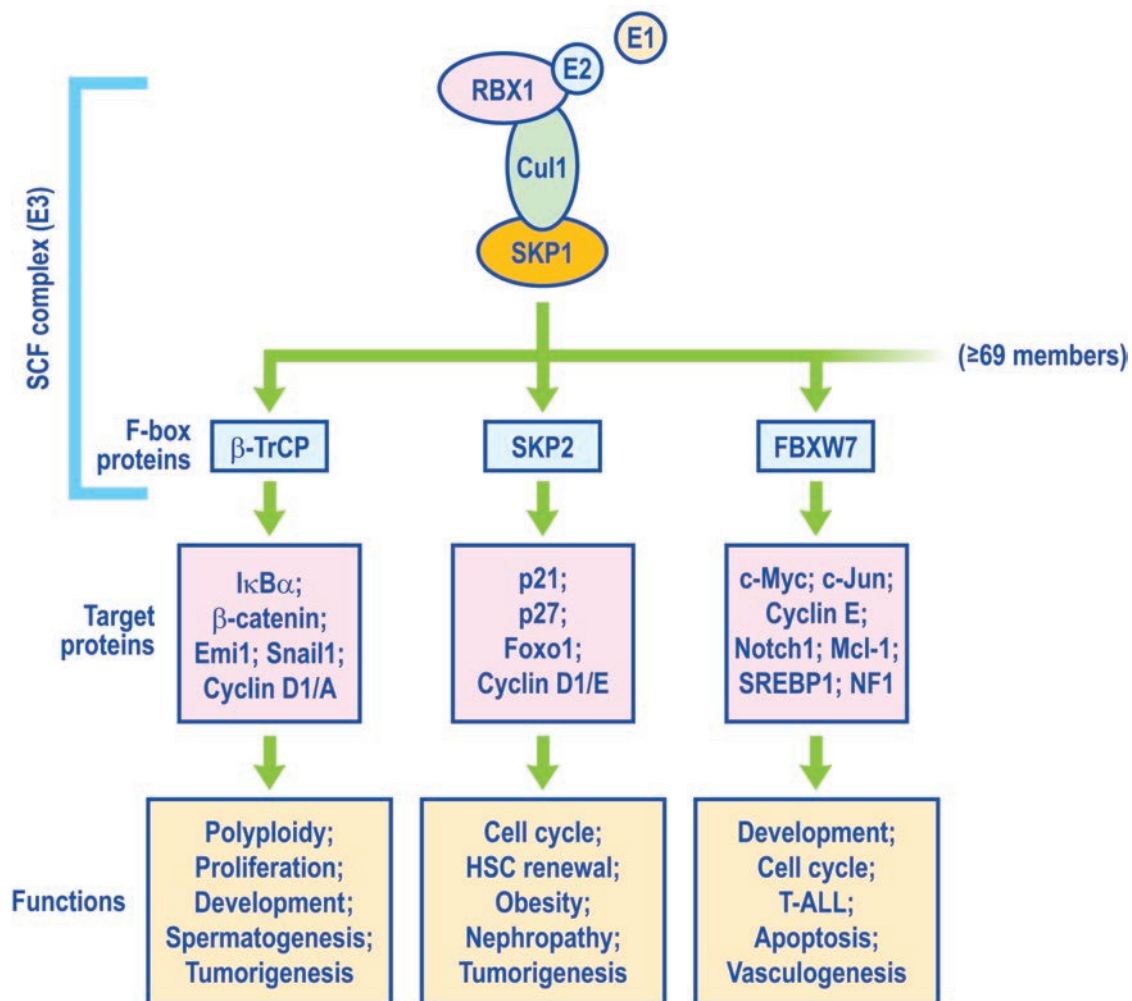 E1
E2
RBX1
Cul1
SKP1
SCF complex (E3)
(≥69 members)
F-box
proteins
β-TrCP
SKP2
FBXW7
Target
proteins
IκBα;
β-catenin;
Emi1; Snail1;
Cyclin D1/A
p21;
p27;
Foxo1;
Cyclin D1/E
c-Myc; c-Jun;
Cyclin E;
Notch1; Mcl-1;
SREBP1; NF1
Functions
Polyploidy;
Proliferation;
Development;
Spermatogenesis;
Tumorigenesis
Cell cycle;
HSC renewal;
Obesity;
Nephropathy;
Tumorigenesis
Development;
Cell cycle;
T-ALL;
Apoptosis;
Vasculogenesis